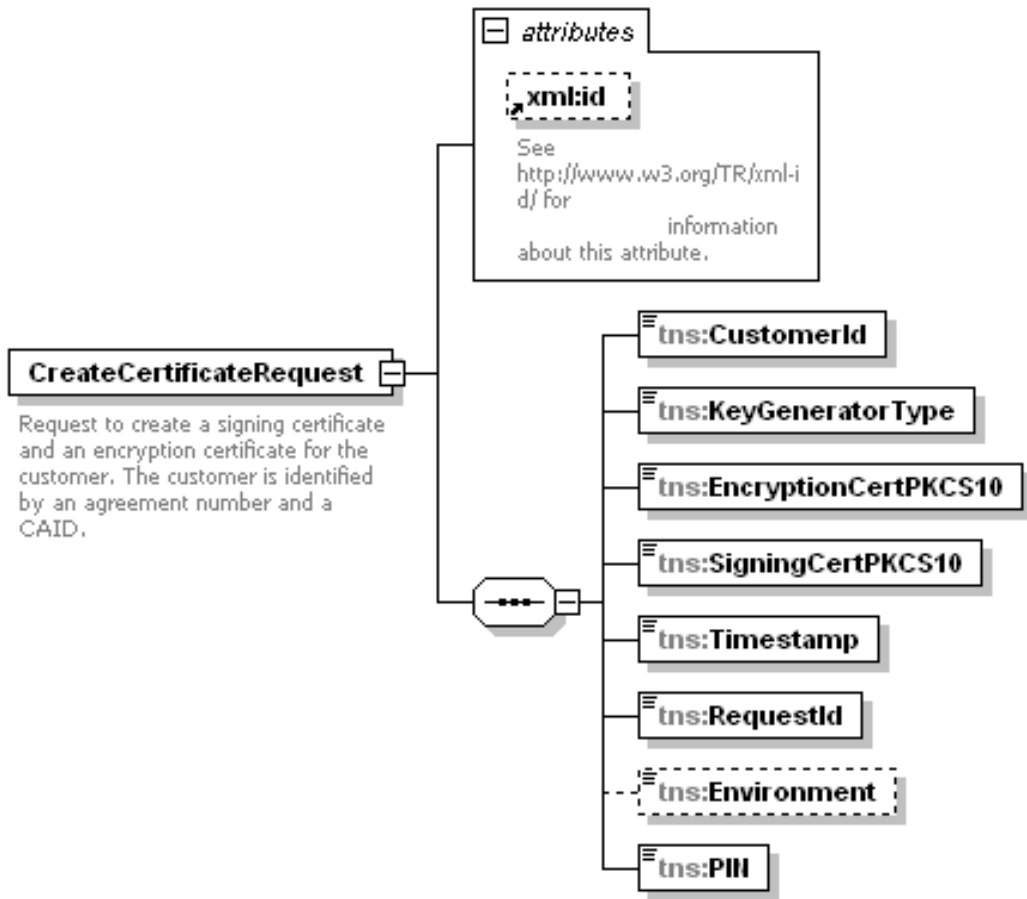 attributes
xml:id
See
http://www.w3.org/TR/xml-i
d/ for
information
about this attribute.
CreateCertificateRequest
Request to create a signing certificate
and an encryption certificate for the
customer. The customer is identified
by an agreement number and a
CAID.
tns:CustomerId
tns:KeyGeneratorType
tns:EncryptionCertPKCS10
tns:SigningCertPKCS10
tns:Timestamp
tns:RequestId
tns:Environment
tns:PIN